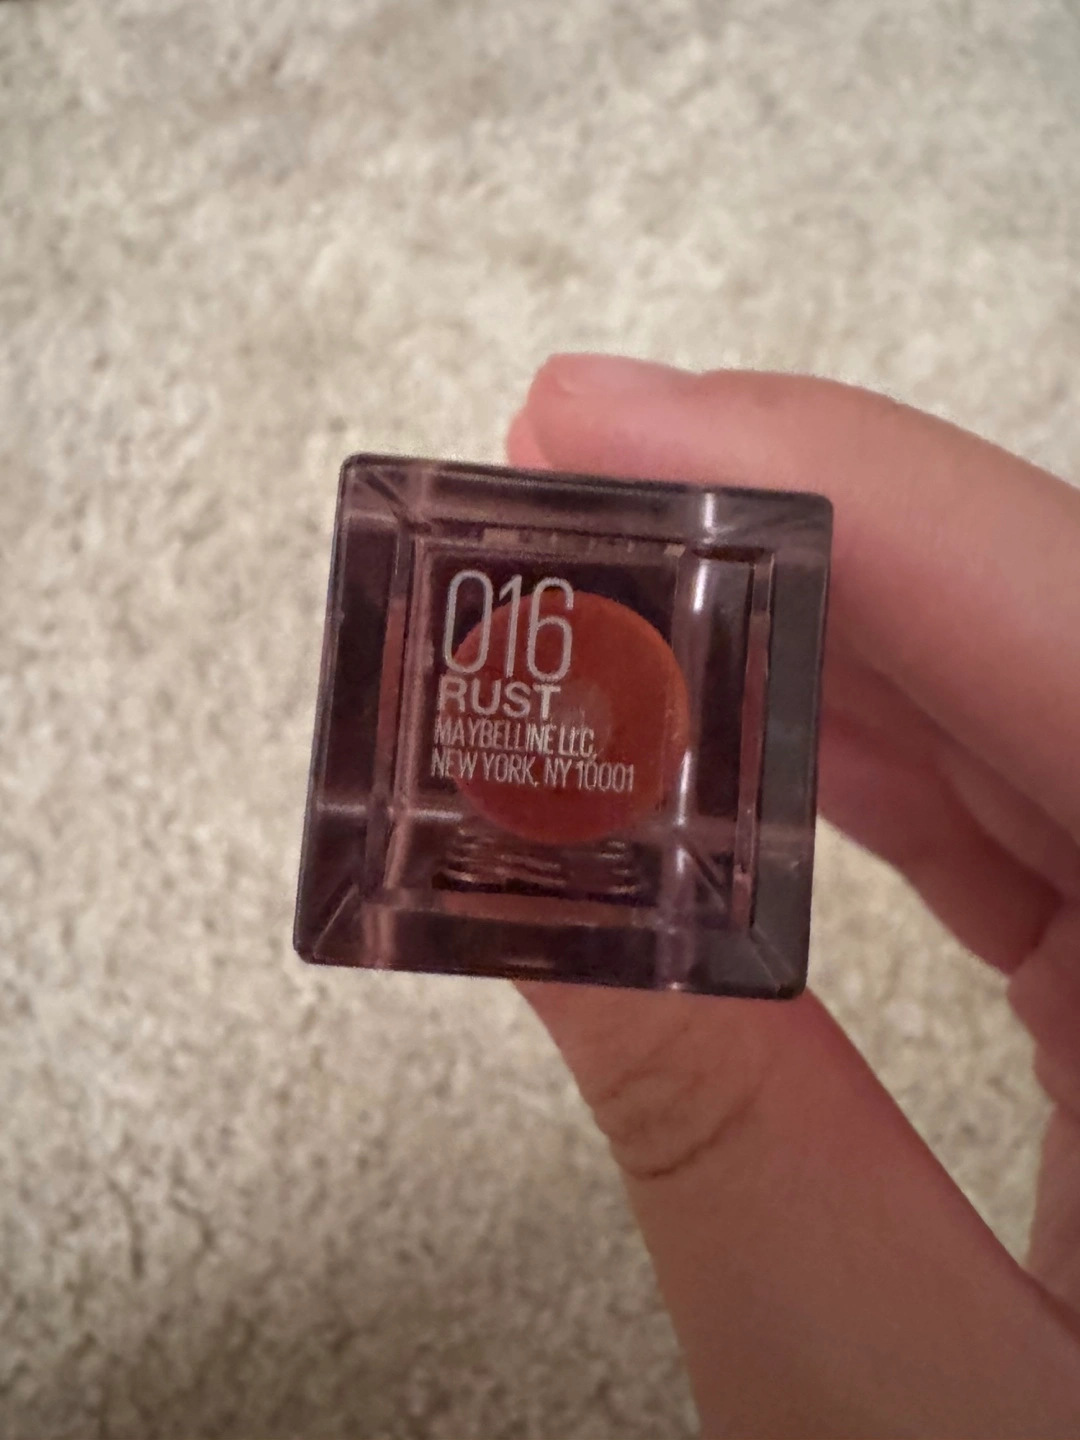 016
RUST
MAYBELLINE LLC,
NEW YORK, NY 10001